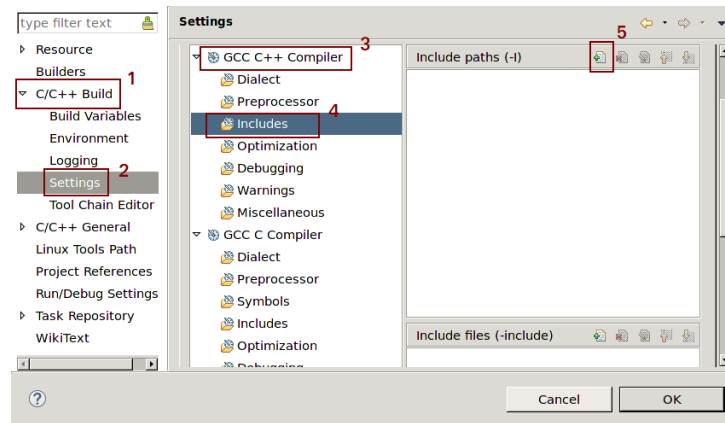 type filter text
Resource
Builders
1
C/C++ Build
Build Variables
Environment
Logging
2
Settings
Tool Chain Editor
C/C++ General
Linux Tools Path
Project References
Run/Debug Settings
Task Repository
WikiText
Settings
3
GCC C++ Compiler
Dialect
Preprocessor
4
Includes
Optimization
Debugging
Warnings
Miscellaneous
GCC C Compiler
Dialect
Preprocessor
Symbols
Includes
Optimization
Debugging
5
Include paths (-I)
Include files (-include)
?
Cancel
OK